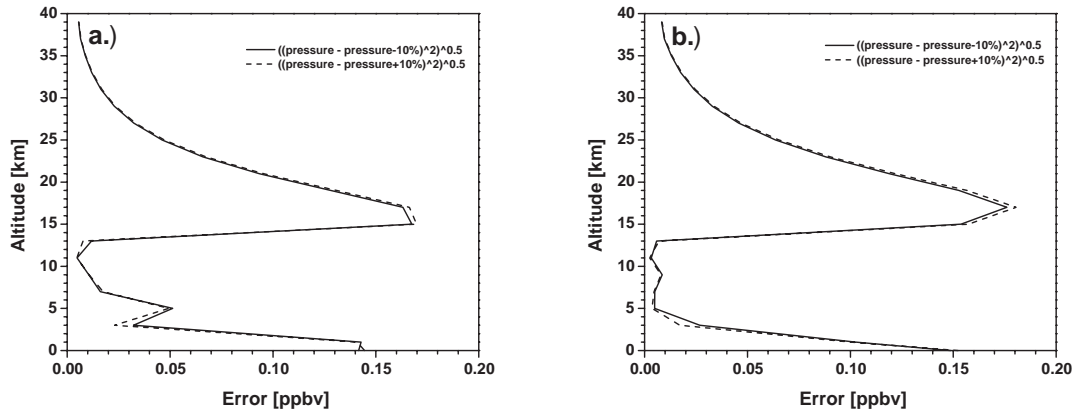 a.)
((pressure - pressure-10%)^2)^0.5
((pressure - pressure+10%)^2)^0.5
40
35
30
25
20
15
10
5
0
Altitude [km]
0.00
0.05
0.10
0.15
0.20
Error [ppbv]
b.)
((pressure - pressure-10%)^2)^0.5
((pressure - pressure+10%)^2)^0.5
40
35
30
25
20
15
10
5
0
Altitude [km]
0.00
0.05
0.10
0.15
0.20
Error [ppbv]